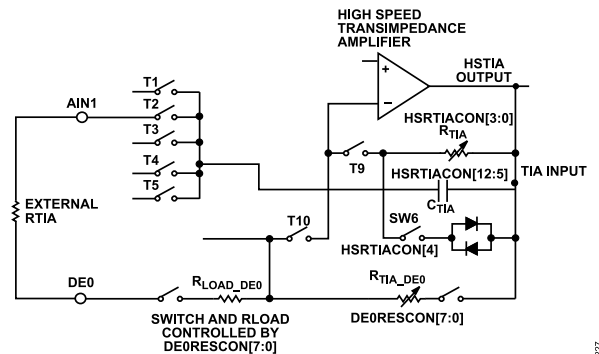 HIGH SPEED
TRANSIMPEDANCE
AMPLIFIER
+
−
HSTIA
OUTPUT
T1
AIN1
T2
T3
T4
T5
HSRTIACON[3:0]
RTIA
T9
HSRTIACON[12:5]
TIA INPUT
CTIA
EXTERNAL
RTIA
T10
SW6
HSRTIACON[4]
DE0
RLOAD_DE0
RTIA_DE0
SWITCH AND RLOAD
CONTROLLED BY
DE0RESCON[7:0]
DE0RESCON[7:0]